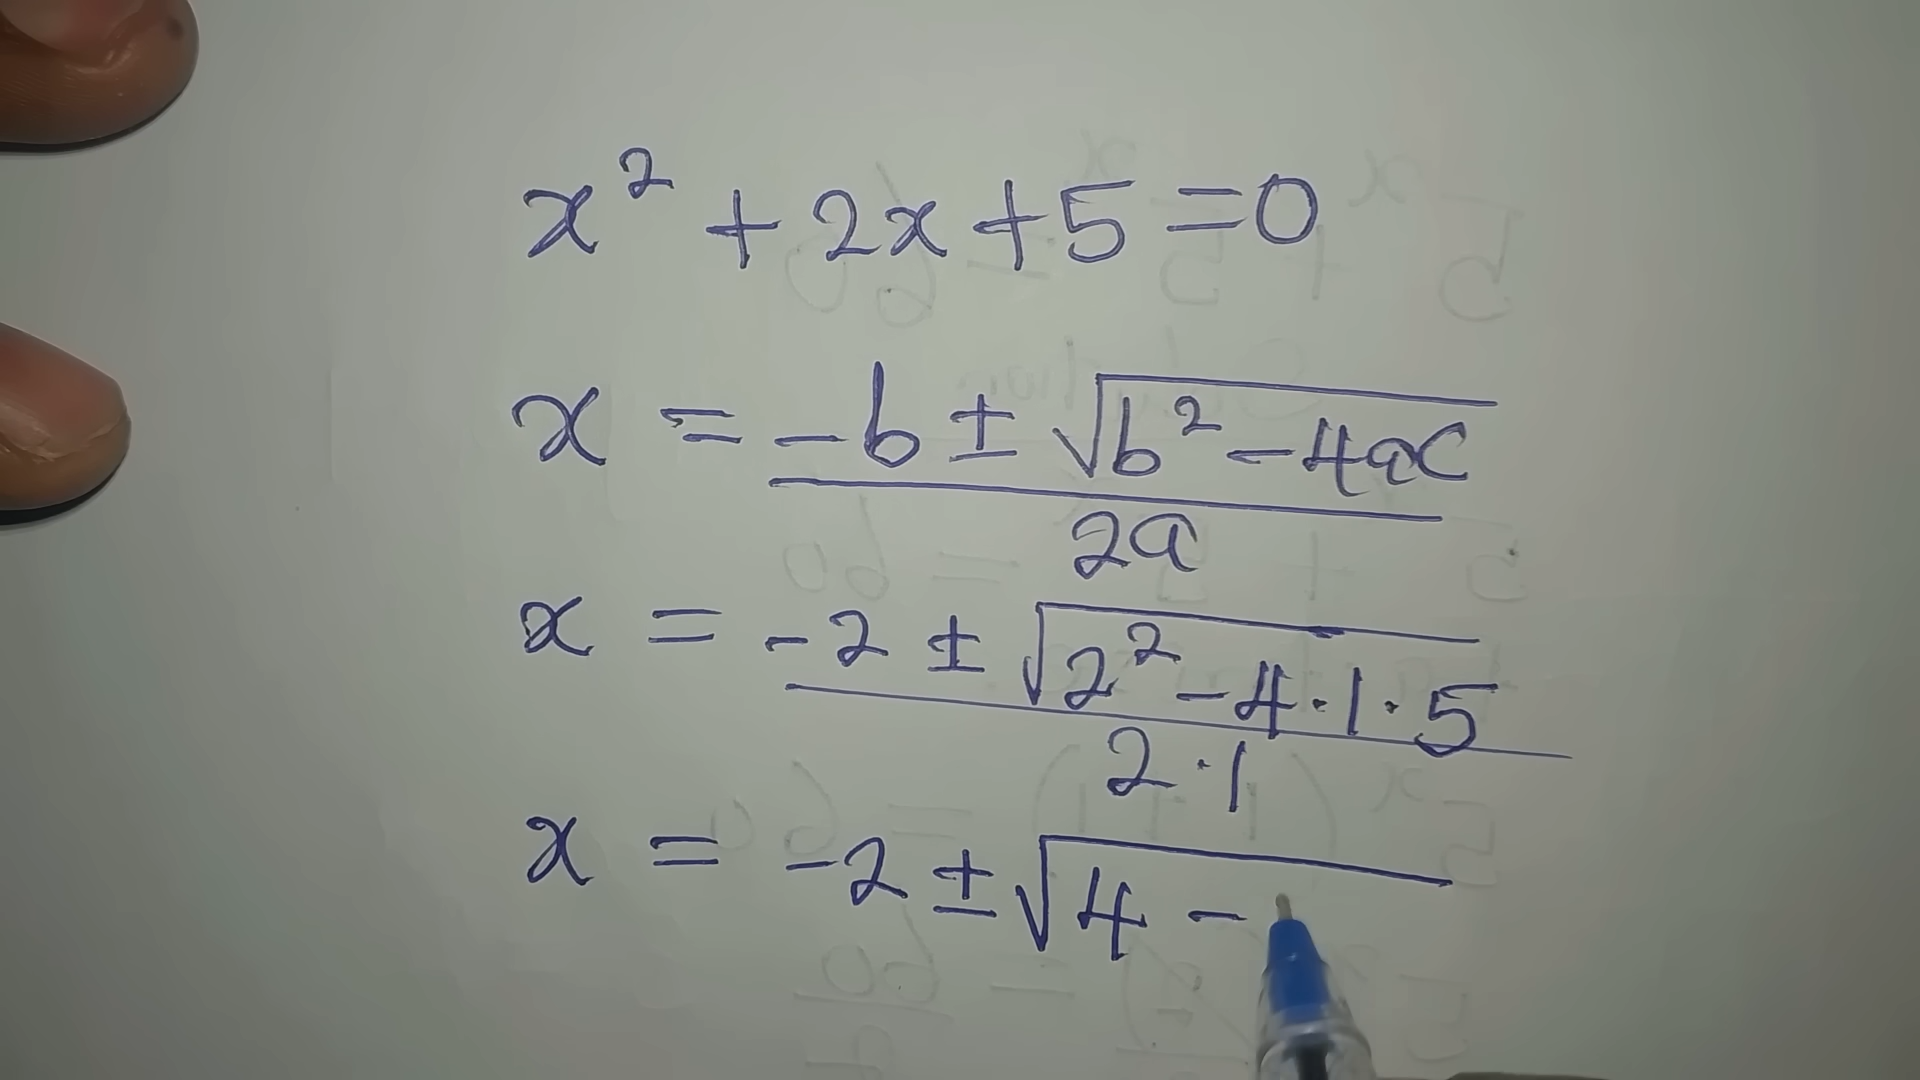 x² + 2x + 5 = 0
x = -b ± √(b² - 4ac) / 2a
x = -2 ± √(2² - 4·1·5) / 2·1
x = -2 ± √(4 -